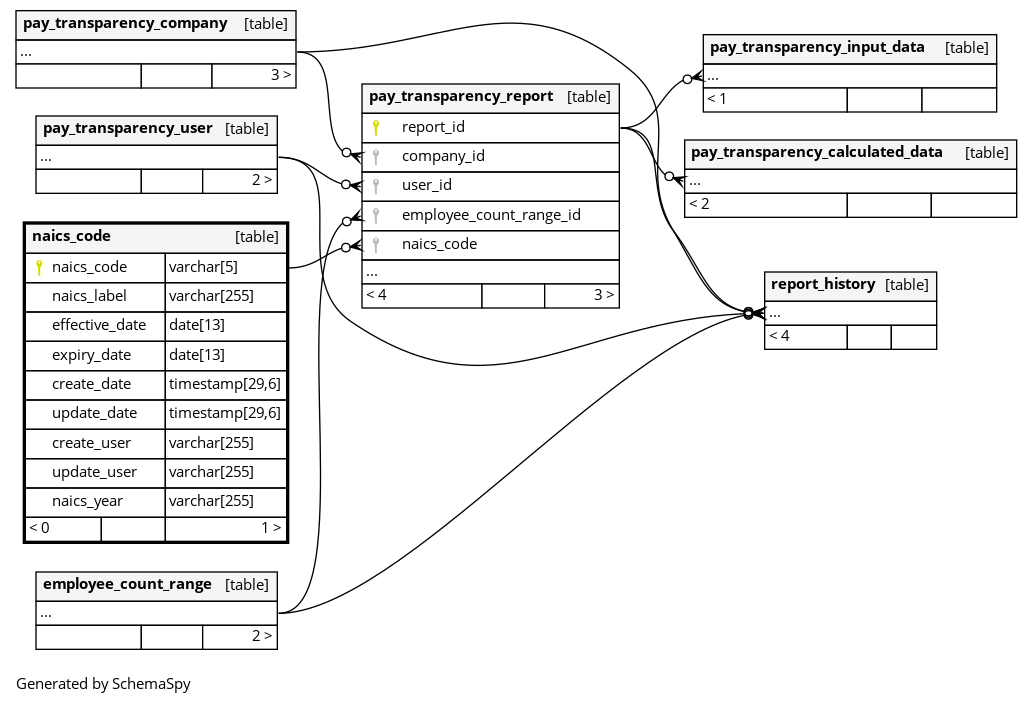 pay_transparency_company [table]
...
3 >
pay_transparency_user [table]
...
2 >
naics_code [table]
naics_code varchar[5]
naics_label varchar[255]
effective_date date[13]
expiry_date date[13]
create_date timestamp[29,6]
update_date timestamp[29,6]
create_user varchar[255]
update_user varchar[255]
naics_year varchar[255]
< 0 1 >
employee_count_range [table]
...
2 >
pay_transparency_report [table]
report_id
company_id
user_id
employee_count_range_id
naics_code
...
< 4 3 >
pay_transparency_input_data [table]
...
< 1
pay_transparency_calculated_data [table]
...
< 2
report_history [table]
...
< 4
Generated by SchemaSpy